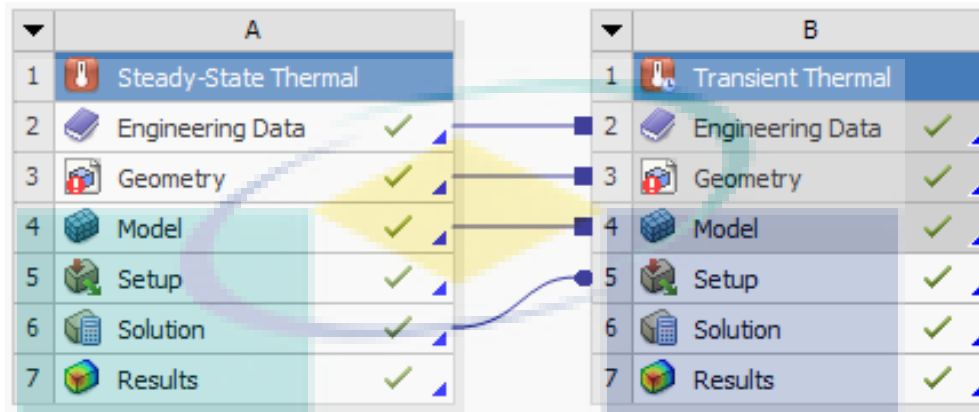 A
1 Steady-State Thermal
2 Engineering Data
3 Geometry
4 Model
5 Setup
6 Solution
7 Results
B
1 Transient Thermal
2 Engineering Data
3 Geometry
4 Model
5 Setup
6 Solution
7 Results